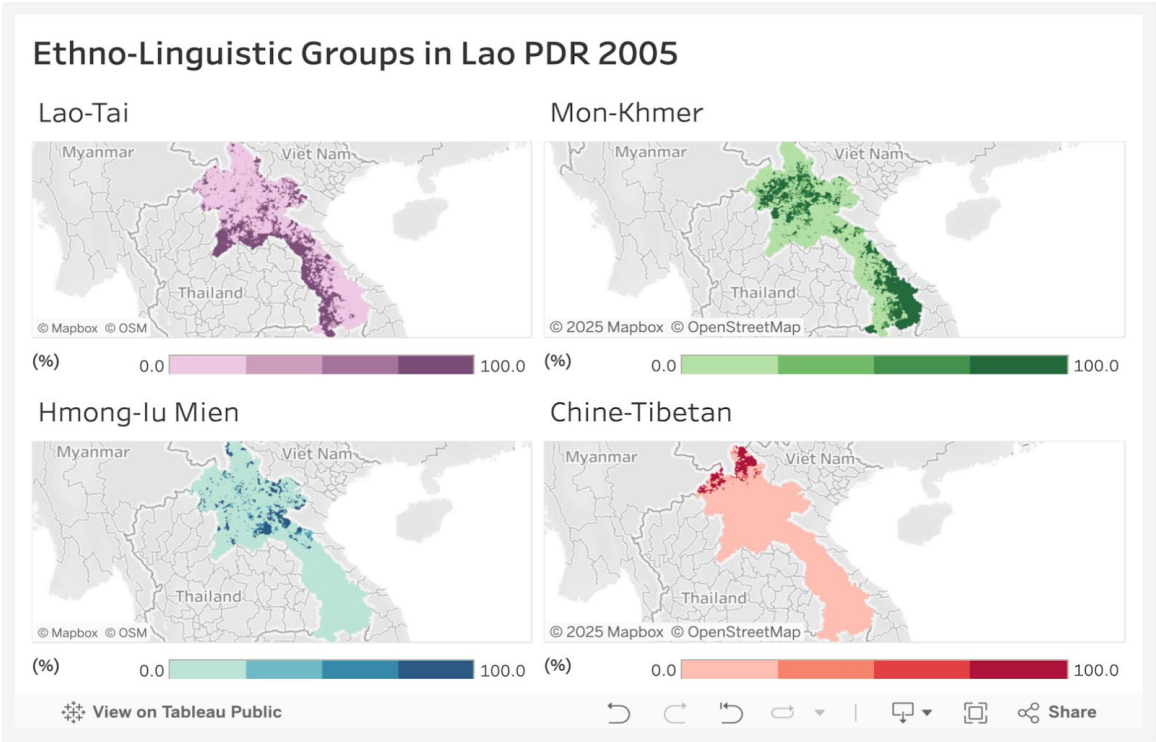 Ethno-Linguistic Groups in Lao PDR 2005
Lao-Tai
Mon-Khmer
Myanmar
Viet Nam
Thailand
© Mapbox © OSM
Myanmar
Viet Nam
Thailand
© 2025 Mapbox © OpenStreetMap
(%)
0.0
100.0
(%)
0.0
100.0
Hmong-Iu Mien
Chine-Tibetan
Myanmar
Viet Nam
Thailand
© Mapbox © OSM
Myanmar
Viet Nam
Thailand
© 2025 Mapbox © OpenStreetMap
(%)
0.0
100.0
(%)
0.0
100.0
View on Tableau Public
Share